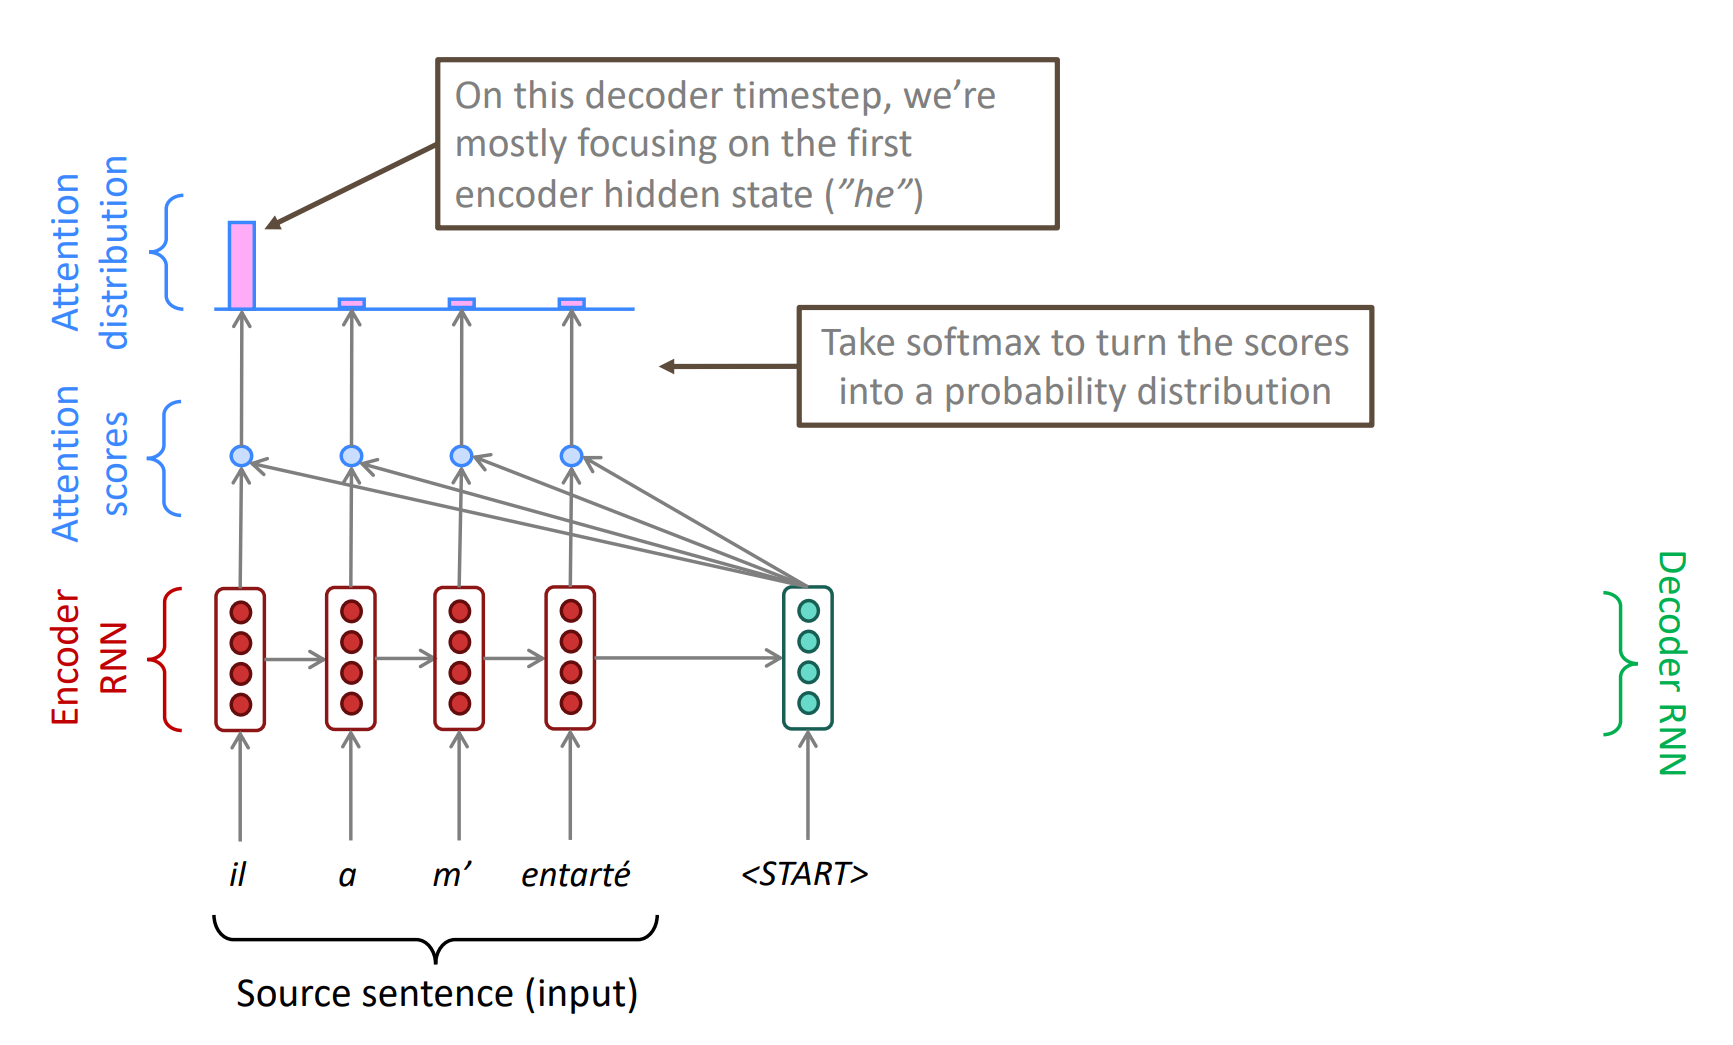 On this decoder timestep, we’re
mostly focusing on the first
encoder hidden state (”he”)
Attention
distribution
Take softmax to turn the scores
into a probability distribution
Attention
scores
Encoder
RNN
Decoder RNN
il a m’ entarté <START>
Source sentence (input)